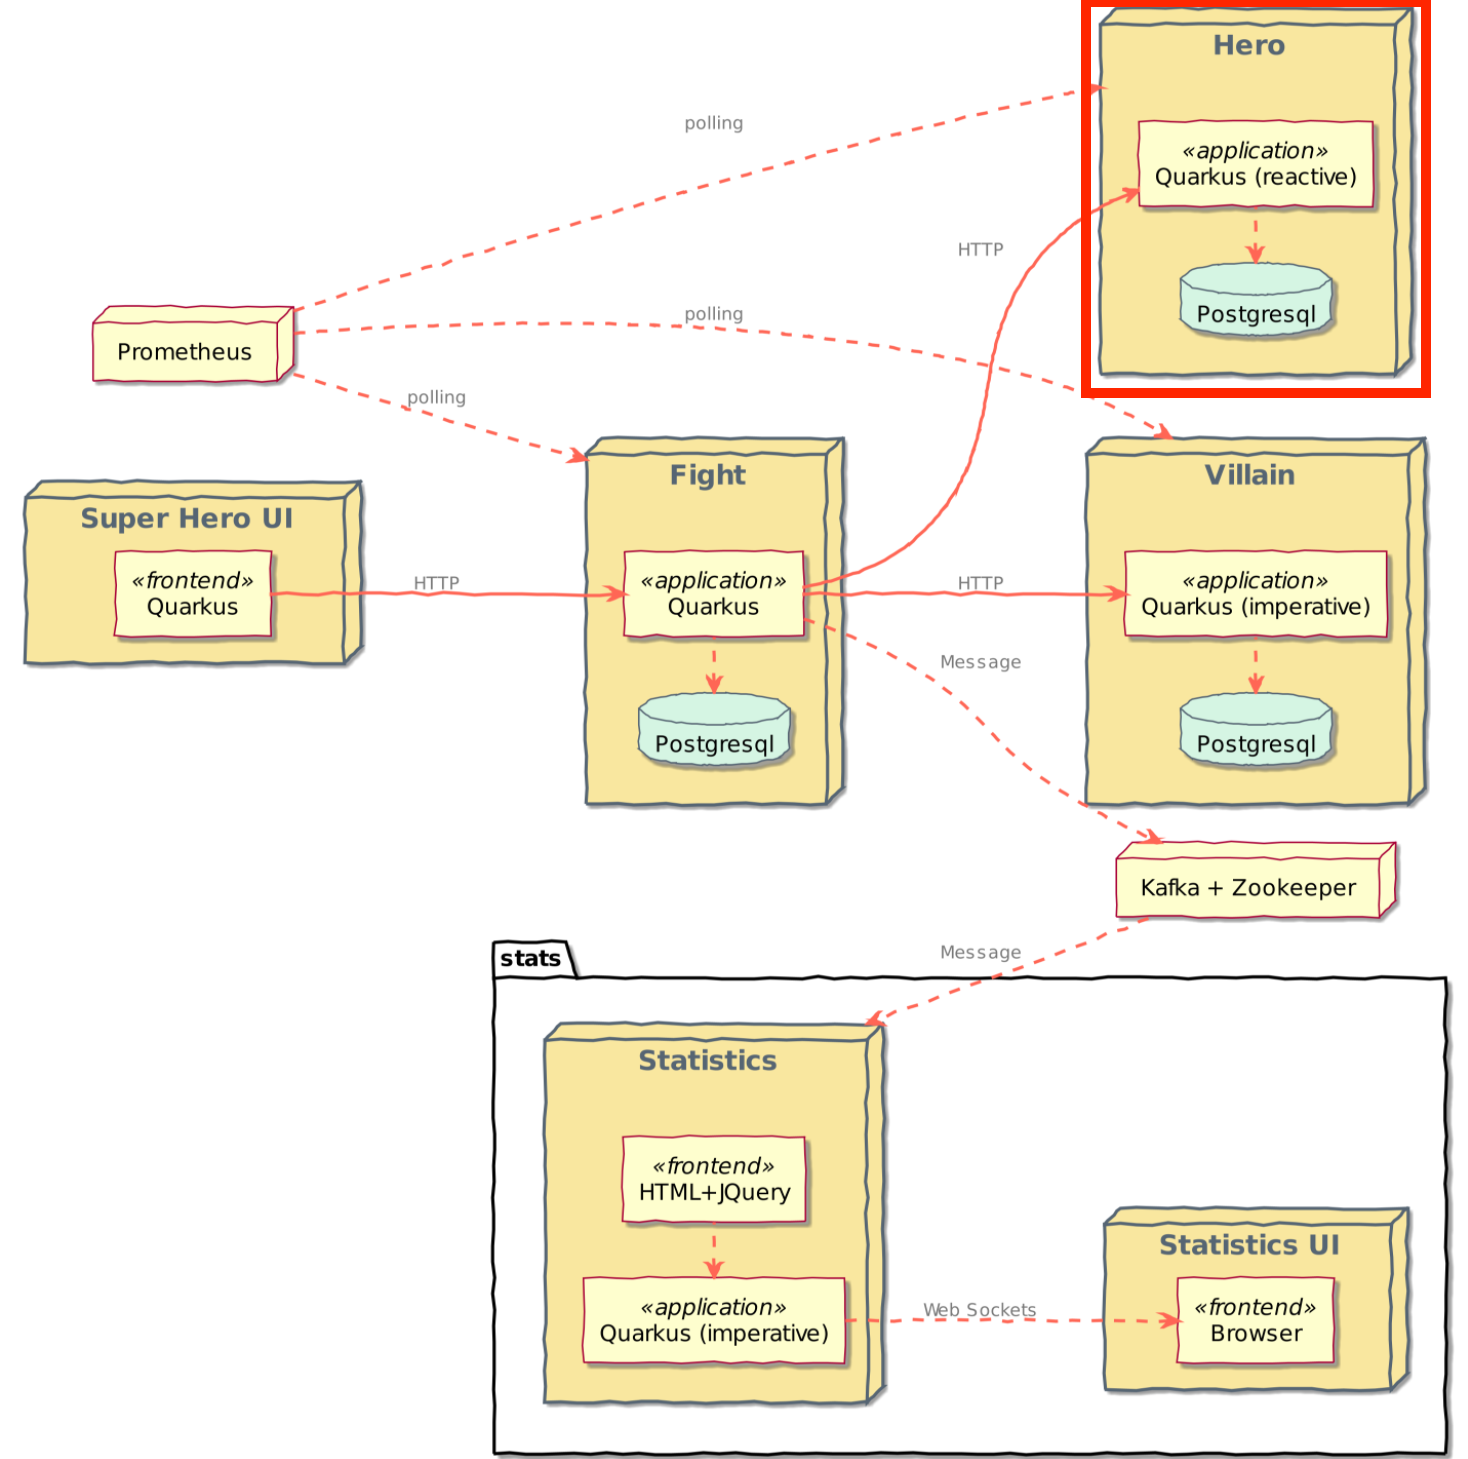 Hero
«application»
Quarkus (reactive)
Postgresql
polling
HTTP
polling
Prometheus
polling
Super Hero UI
«frontend»
Quarkus
HTTP
Fight
«application»
Quarkus
Postgresql
HTTP
Villain
«application»
Quarkus (imperative)
Postgresql
Message
Kafka + Zookeeper
Message
stats
Statistics
«frontend»
HTML+JQuery
«application»
Quarkus (imperative)
Web Sockets
Statistics UI
«frontend»
Browser